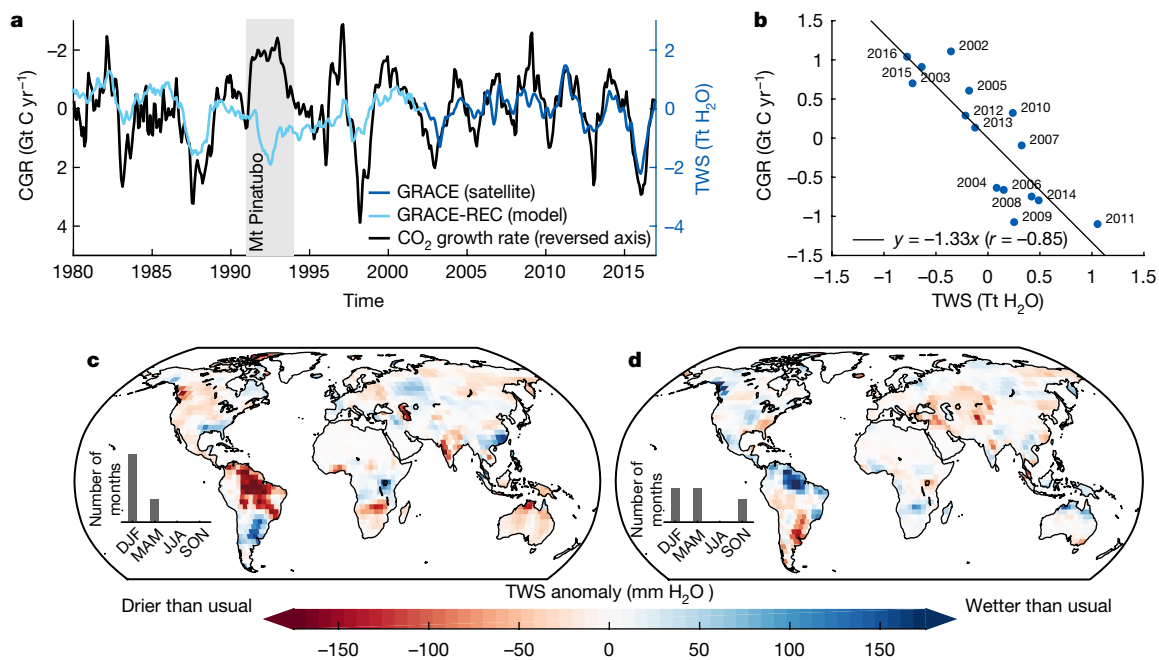 a
CGR (Gt C yr⁻¹)
−2
0
2
4
2
0
−2
−4
TWS (Tt H₂O)
Mt Pinatubo
GRACE (satellite)
GRACE-REC (model)
CO₂ growth rate (reversed axis)
1980
1985
1990
1995
2000
2005
2010
2015
Time
b
CGR (Gt C yr⁻¹)
1.5
1.0
0.5
0
−0.5
−1.0
−1.5
2016
2002
2015
2003
2005
2012
2010
2013
2007
2004
2006
2008
2014
2009
2011
y = −1.33x (r = −0.85)
−1.5
−1
−0.5
0
0.5
1
1.5
TWS (Tt H₂O)
c
Number of
months
DJF
MAM
JJA
SON
d
Number of
months
DJF
MAM
JJA
SON
TWS anomaly (mm H₂O )
Drier than usual
Wetter than usual
−150
−100
−50
0
50
100
150